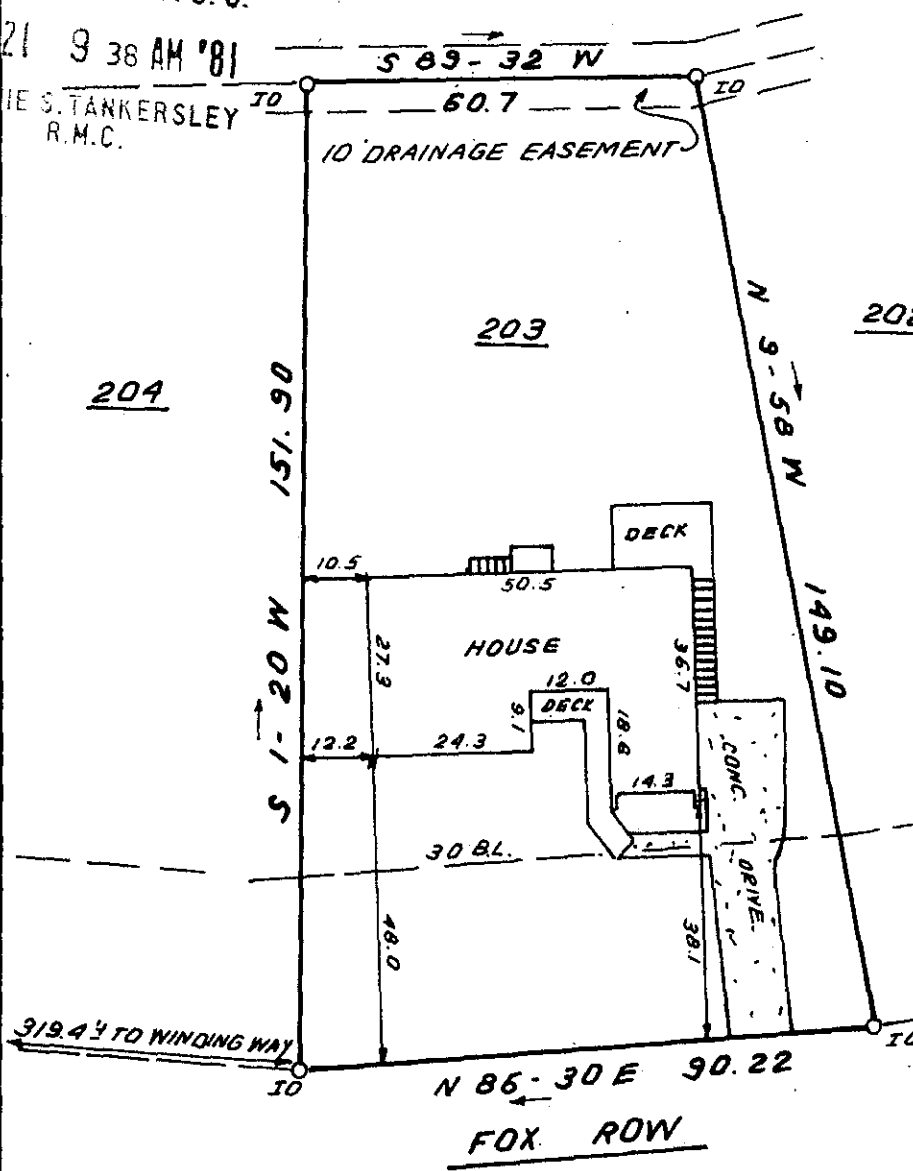 21 9 38 AM '81
IE S. TANKERSLEY
R.M.C.
S 89-32 W
IO
60.7
IO
10' DRAINAGE EASEMENT
203
204
202
S 1-20 W 151.90
N 9-58 W 149.10
DECK
10.5
50.5
HOUSE
27.3
36.7
12.0
DECK
9.1
18.6
12.2
24.3
14.3
CONC. DRIVE
30 B.L.
48.0
38.1
319.4' TO WINDING WAY
IO
IO
N 86-30 E 90.22
FOX ROW